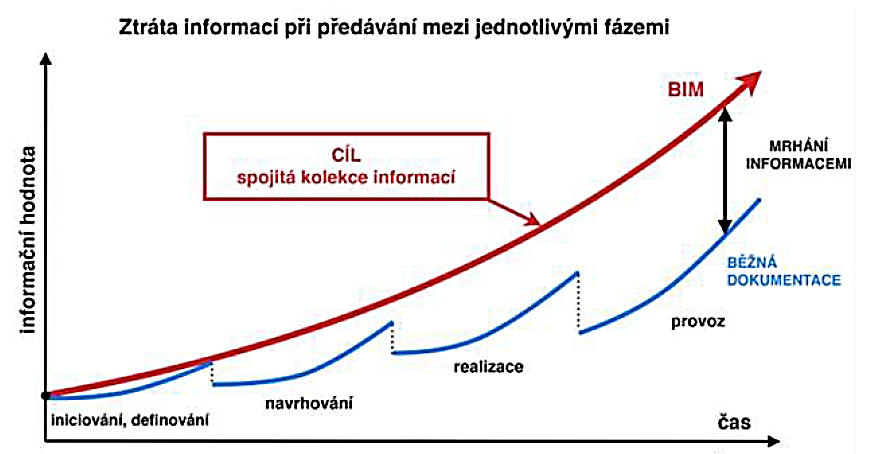 Ztráta informací při předávání mezi jednotlivými fázemi
BIM
CÍL
spojitá kolekce informací
MRHÁNÍ
INFORMACEMI
informační hodnota
BĚŽNÁ
DOKUMENTACE
provoz
realizace
navrhování
iniciování, definování
čas